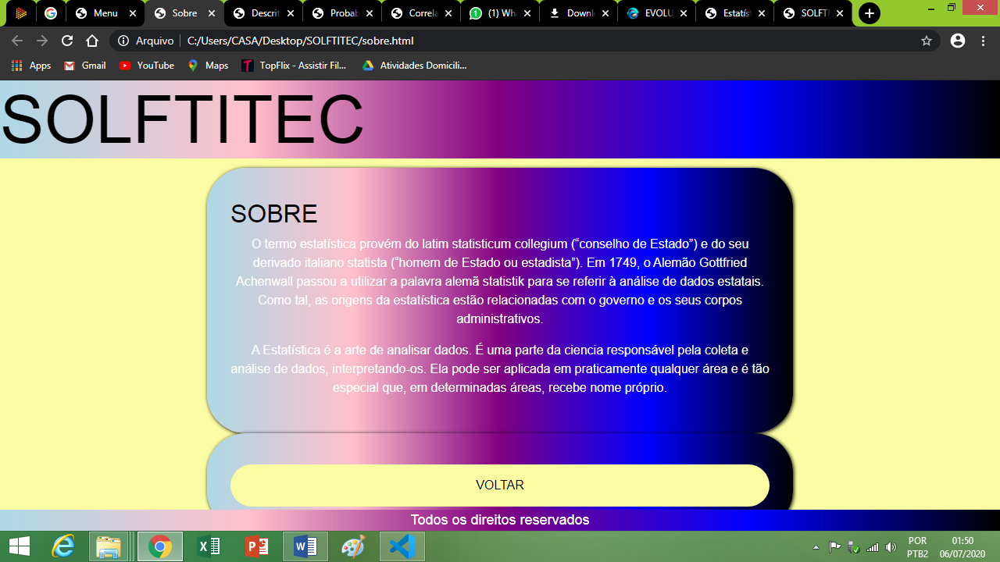 Menu
Sobre
Descrit
Probab
Correla
(1) Wha
Downl
EVOLU
Estatíst
SOLFTI
Arquivo
C:/Users/CASA/Desktop/SOLFTITEC/sobre.html
Apps
Gmail
YouTube
Maps
TopFlix - Assistir Fil...
Atividades Domicili...
SOLFTITEC
SOBRE
O termo estatística provém do latim statisticum collegium (“conselho de Estado”) e do seu
derivado italiano statista (“homem de Estado ou estadista”). Em 1749, o Alemão Gottfried
Achenwall passou a utilizar a palavra alemã statistik para se referir à análise de dados estatais.
Como tal, as origens da estatística estão relacionadas com o governo e os seus corpos
administrativos.
A Estatística é a arte de analisar dados. É uma parte da ciencia responsável pela coleta e
análise de dados, interpretando-os. Ela pode ser aplicada em praticamente qualquer área e é tão
especial que, em determinadas áreas, recebe nome próprio.
VOLTAR
Todos os direitos reservados
POR
PTB2
01:50
06/07/2020